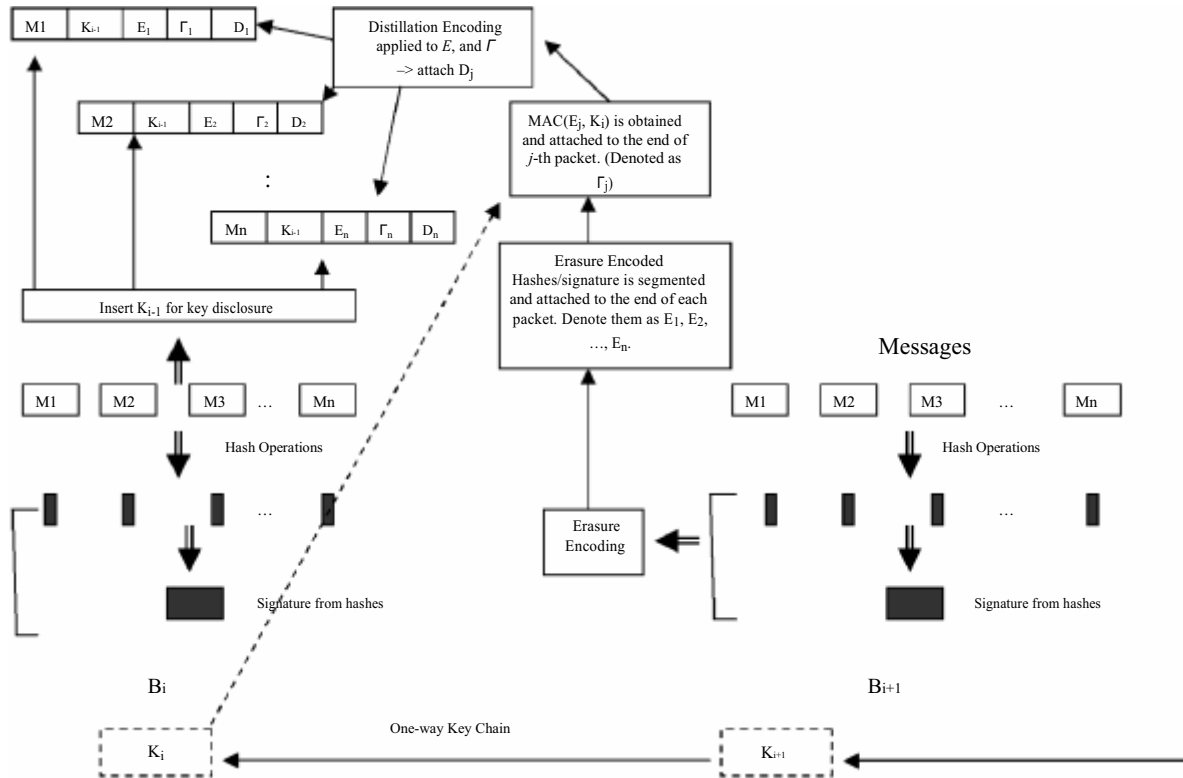 M1 K i-1 E1 Γ1 D1
Distillation Encoding
applied to E, and Γ
–> attach Dj
M2 K i-1 E2 Γ2 D2
MAC(Ej, Ki) is obtained
and attached to the end of
j-th packet. (Denoted as
Γj)
:
Mn K i-1 En Γn Dn
Erasure Encoded
Hashes/signature is segmented
and attached to the end of each
packet. Denote them as E1, E2,
…, En.
Insert Ki-1 for key disclosure
Messages
M1 M2 M3 … Mn
M1 M2 M3 … Mn
Hash Operations
Hash Operations
…
…
Erasure
Encoding
Signature from hashes
Signature from hashes
Bi
Bi+1
One-way Key Chain
Ki
Ki+1